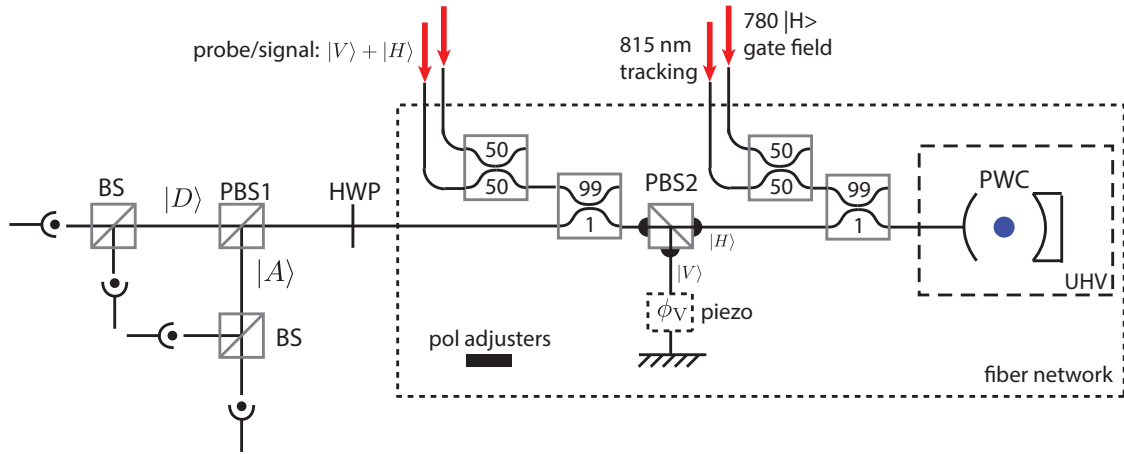 780 |H>
gate field
probe/signal: |V⟩ + |H⟩
815 nm
tracking
50
50
50
50
BS
|D⟩
PBS1
HWP
99
1
PBS2
99
1
PWC
|H⟩
|A⟩
|V⟩
UHV
ϕV
piezo
BS
pol adjusters
fiber network